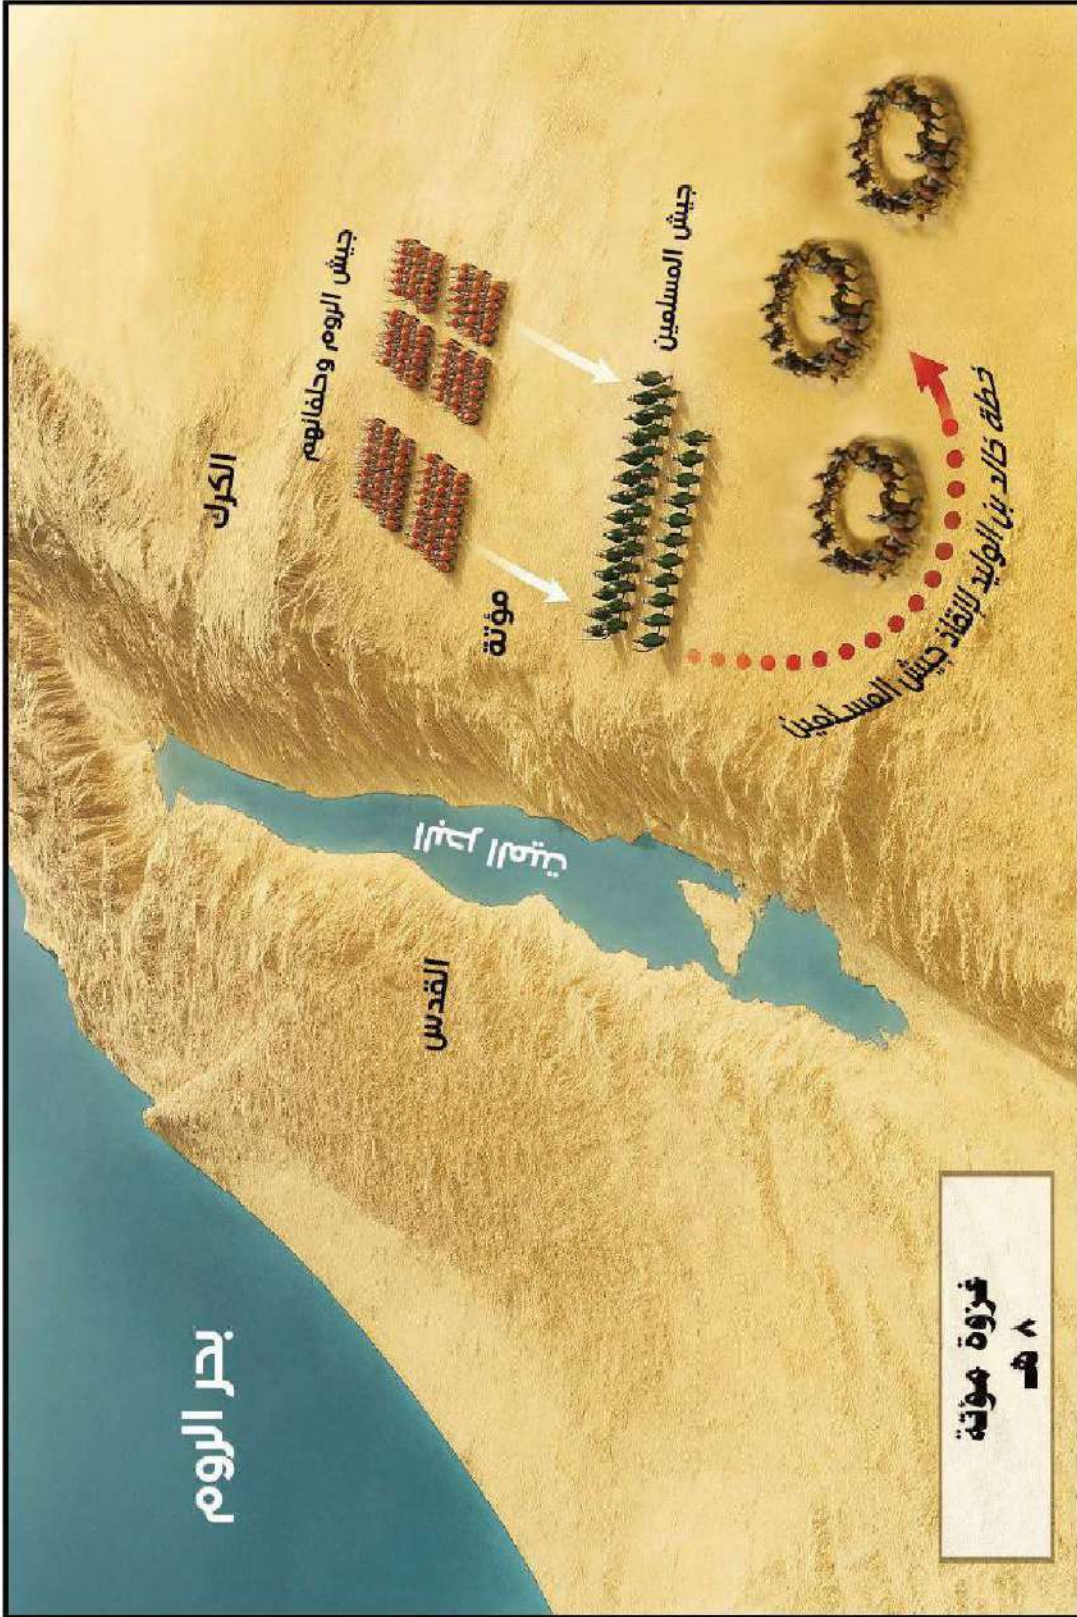 غزوة مؤتة
٨ هـ
جيش المسلمين
جيش الروم وحلفائهم
خطة خالد بن الوليد لإنقاذ جيش المسلمين
الكرك
مؤتة
البحر الميت
القدس
بحر الروم